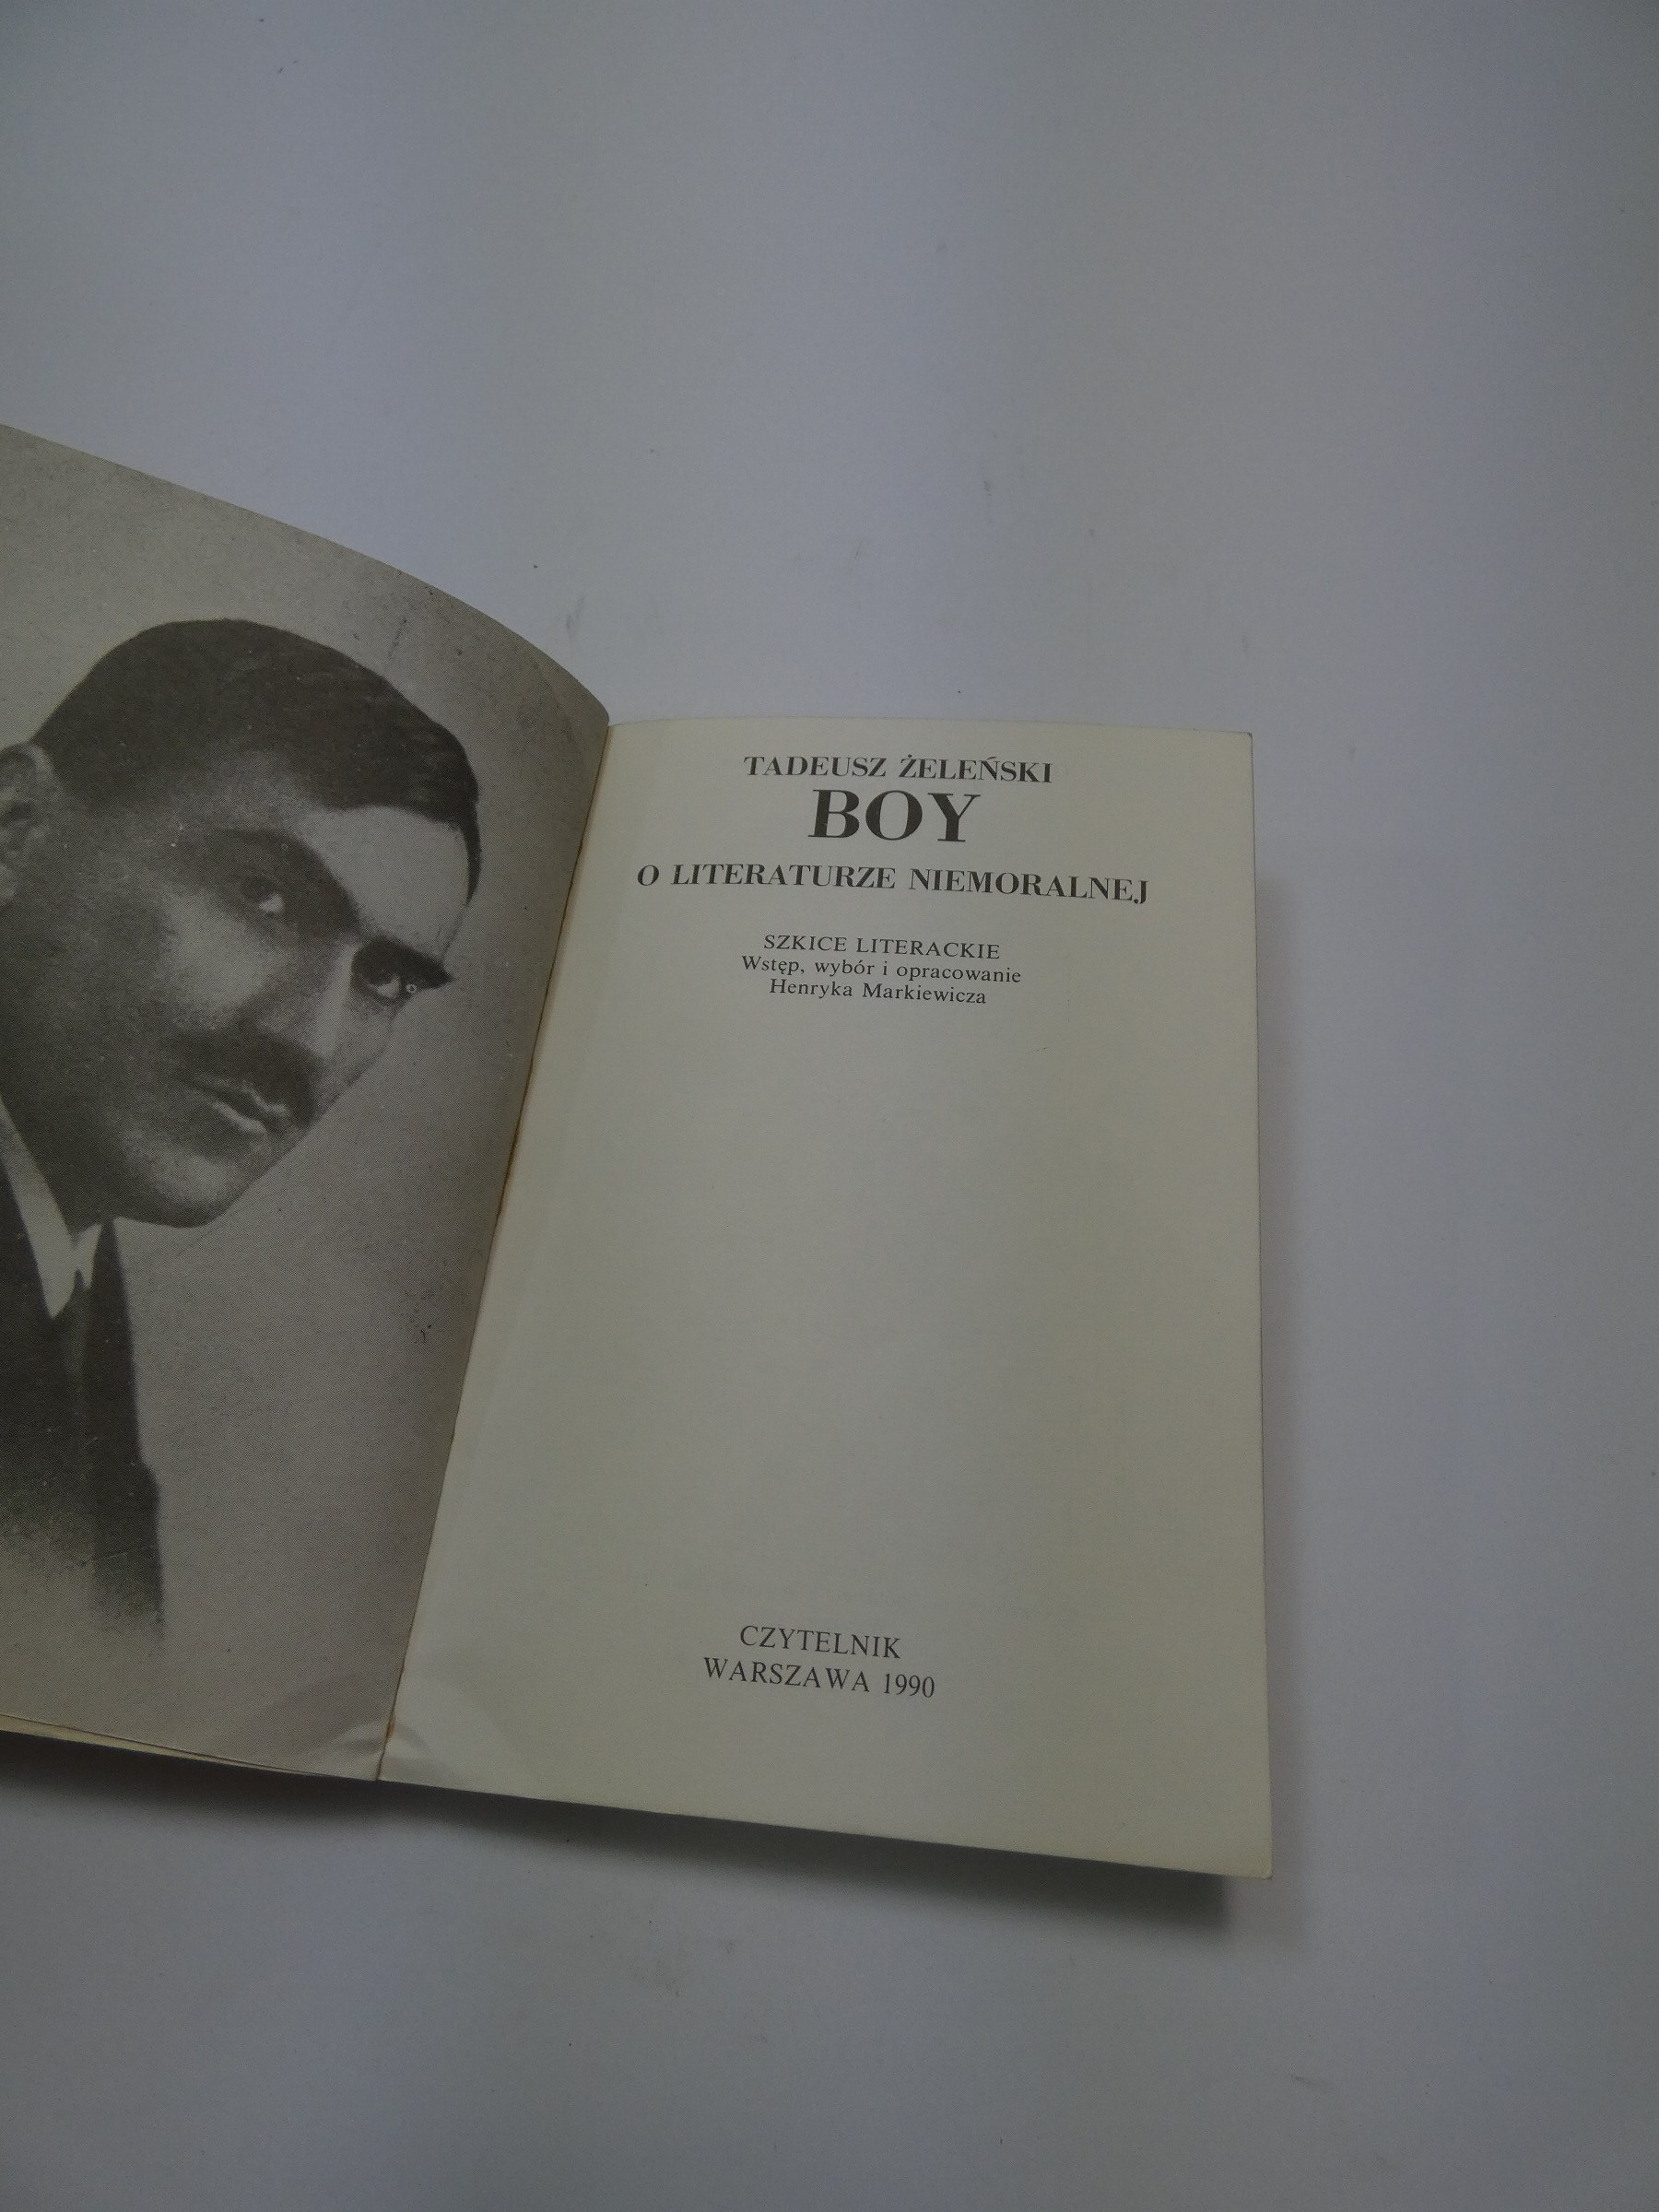 TADEUSZ ŻELEŃSKI
BOY
O LITERATURZE NIEMORALNEJ
SZKICE LITERACKIE
Wstęp, wybór i opracowanie
Henryka Markiewicza
CZYTELNIK
WARSZAWA 1990